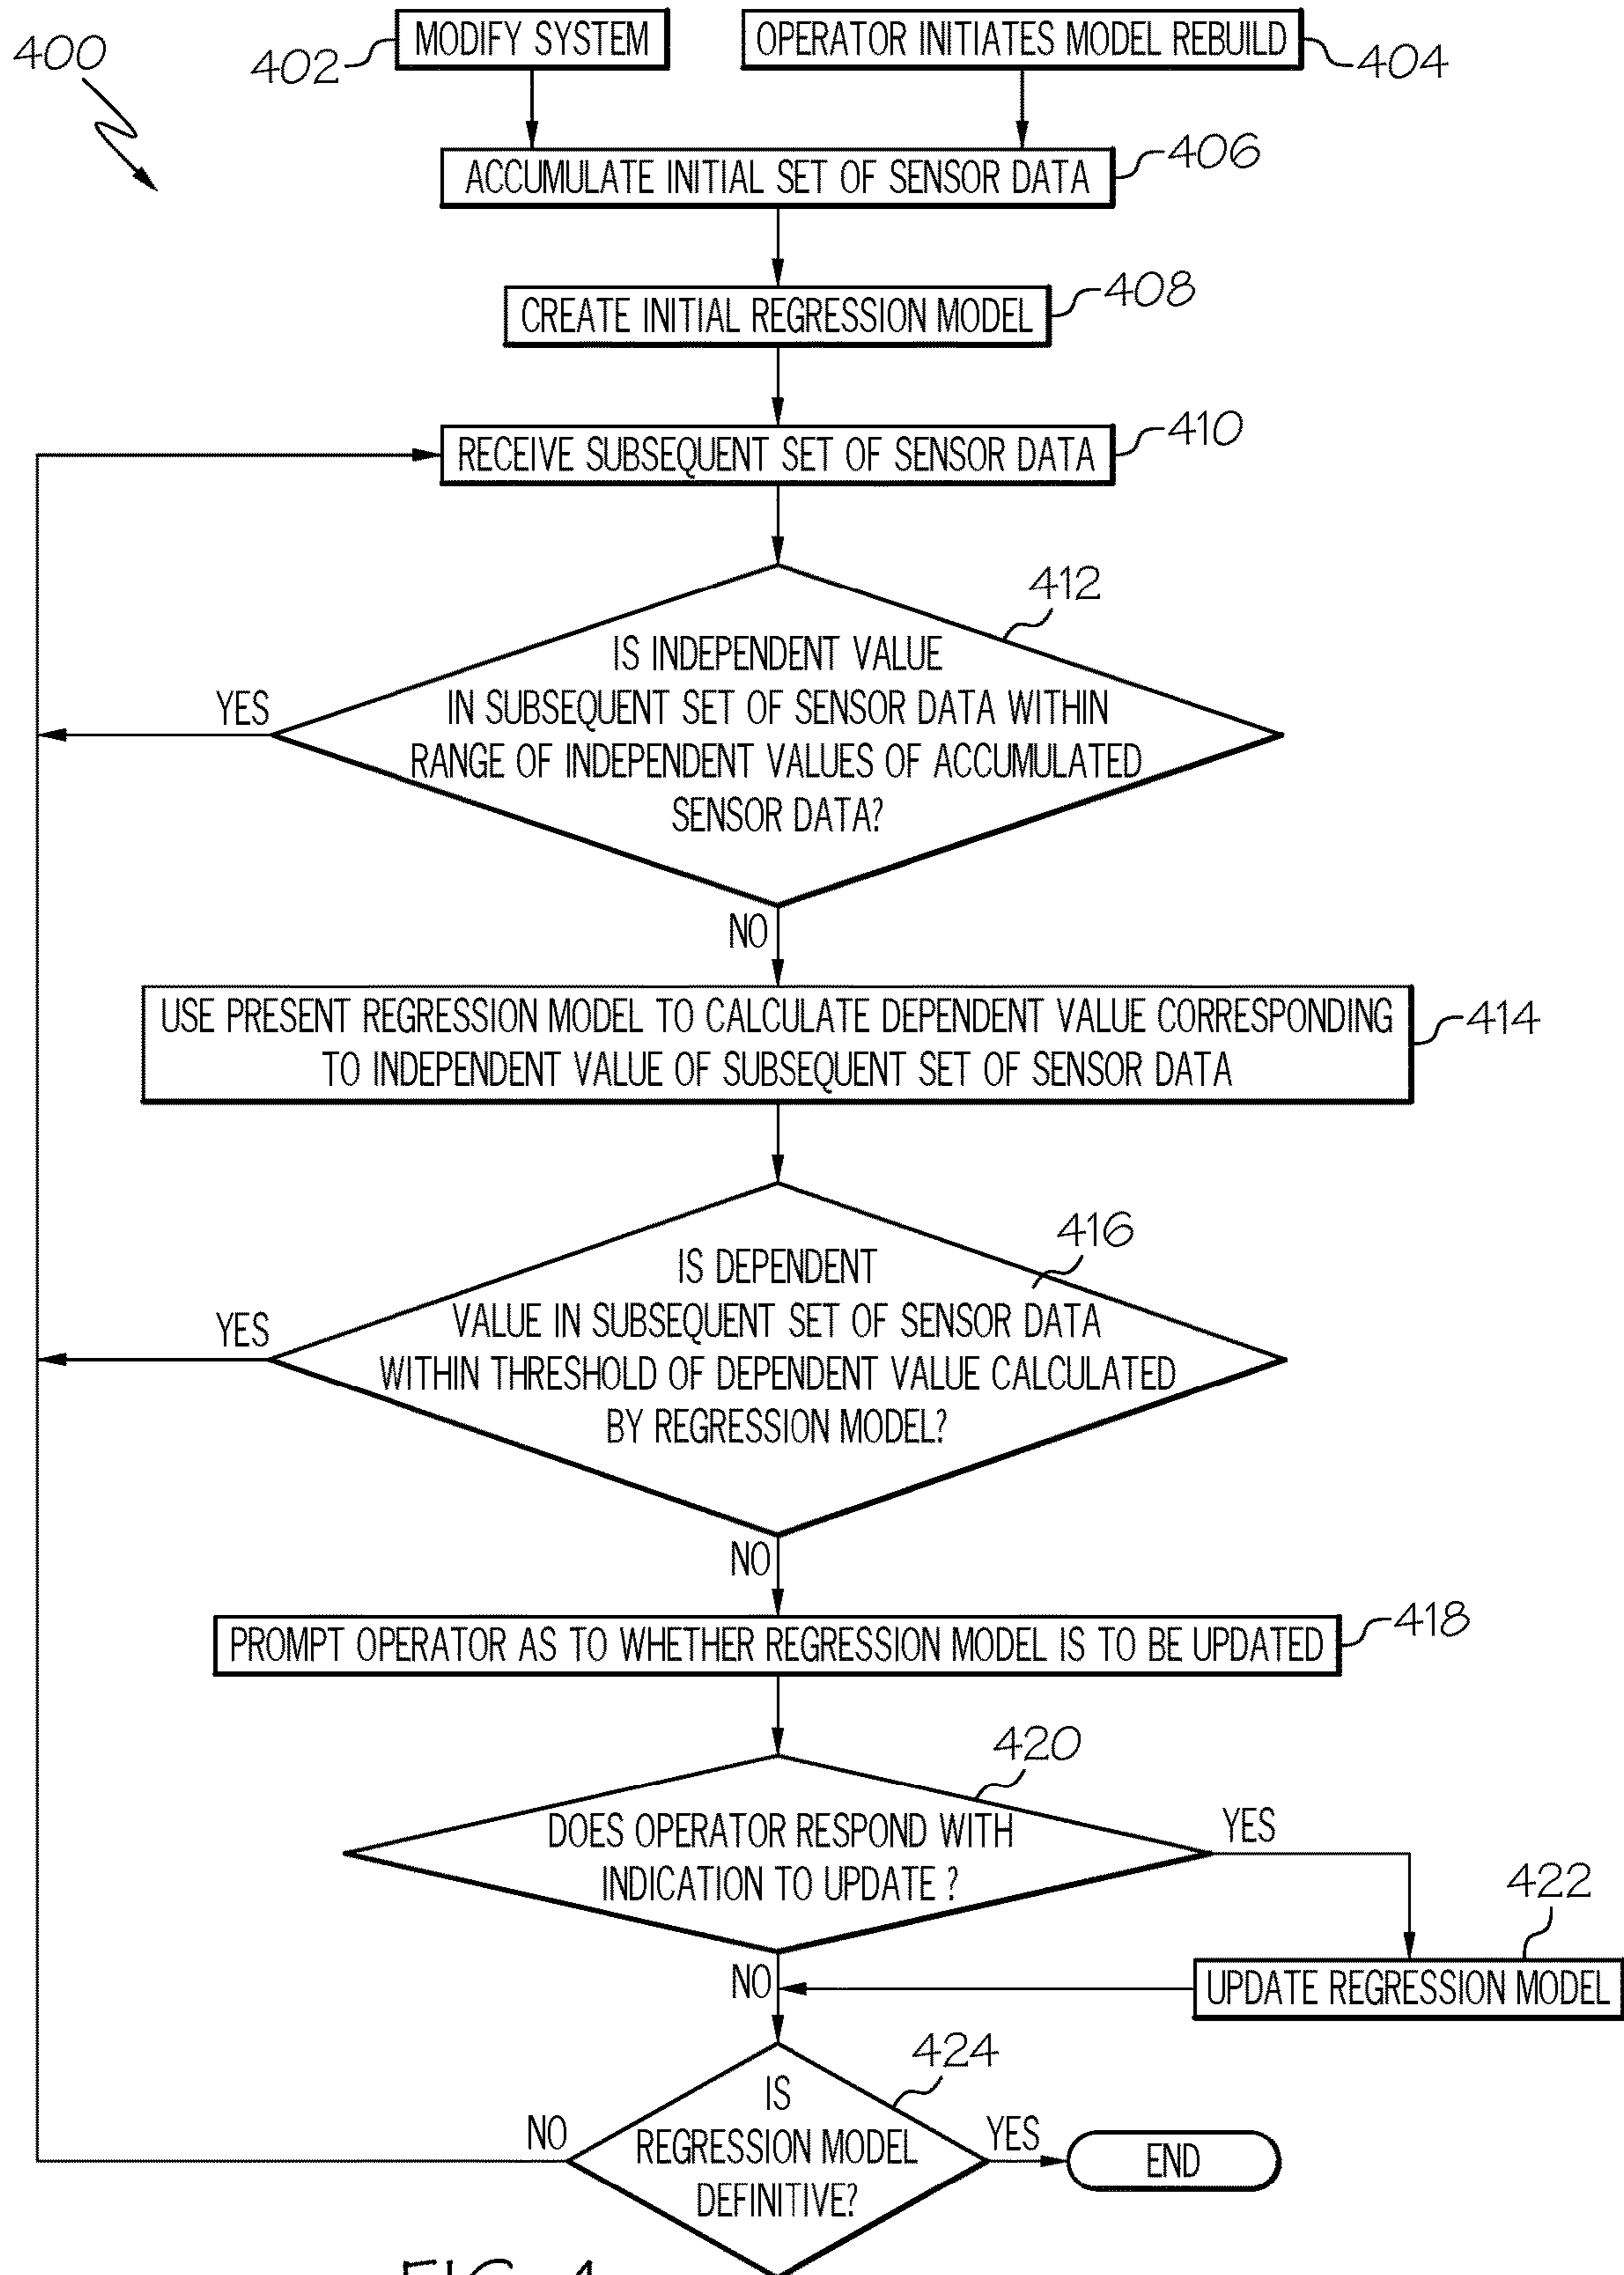 400
402
MODIFY SYSTEM
OPERATOR INITIATES MODEL REBUILD
404
ACCUMULATE INITIAL SET OF SENSOR DATA
406
CREATE INITIAL REGRESSION MODEL
408
RECEIVE SUBSEQUENT SET OF SENSOR DATA
410
412
IS INDEPENDENT VALUE
IN SUBSEQUENT SET OF SENSOR DATA WITHIN
RANGE OF INDEPENDENT VALUES OF ACCUMULATED
SENSOR DATA?
YES
NO
USE PRESENT REGRESSION MODEL TO CALCULATE DEPENDENT VALUE CORRESPONDING
TO INDEPENDENT VALUE OF SUBSEQUENT SET OF SENSOR DATA
414
416
IS DEPENDENT
VALUE IN SUBSEQUENT SET OF SENSOR DATA
WITHIN THRESHOLD OF DEPENDENT VALUE CALCULATED
BY REGRESSION MODEL?
YES
NO
PROMPT OPERATOR AS TO WHETHER REGRESSION MODEL IS TO BE UPDATED
418
420
DOES OPERATOR RESPOND WITH
INDICATION TO UPDATE ?
YES
422
NO
UPDATE REGRESSION MODEL
424
IS
REGRESSION MODEL
DEFINITIVE?
NO
YES
END